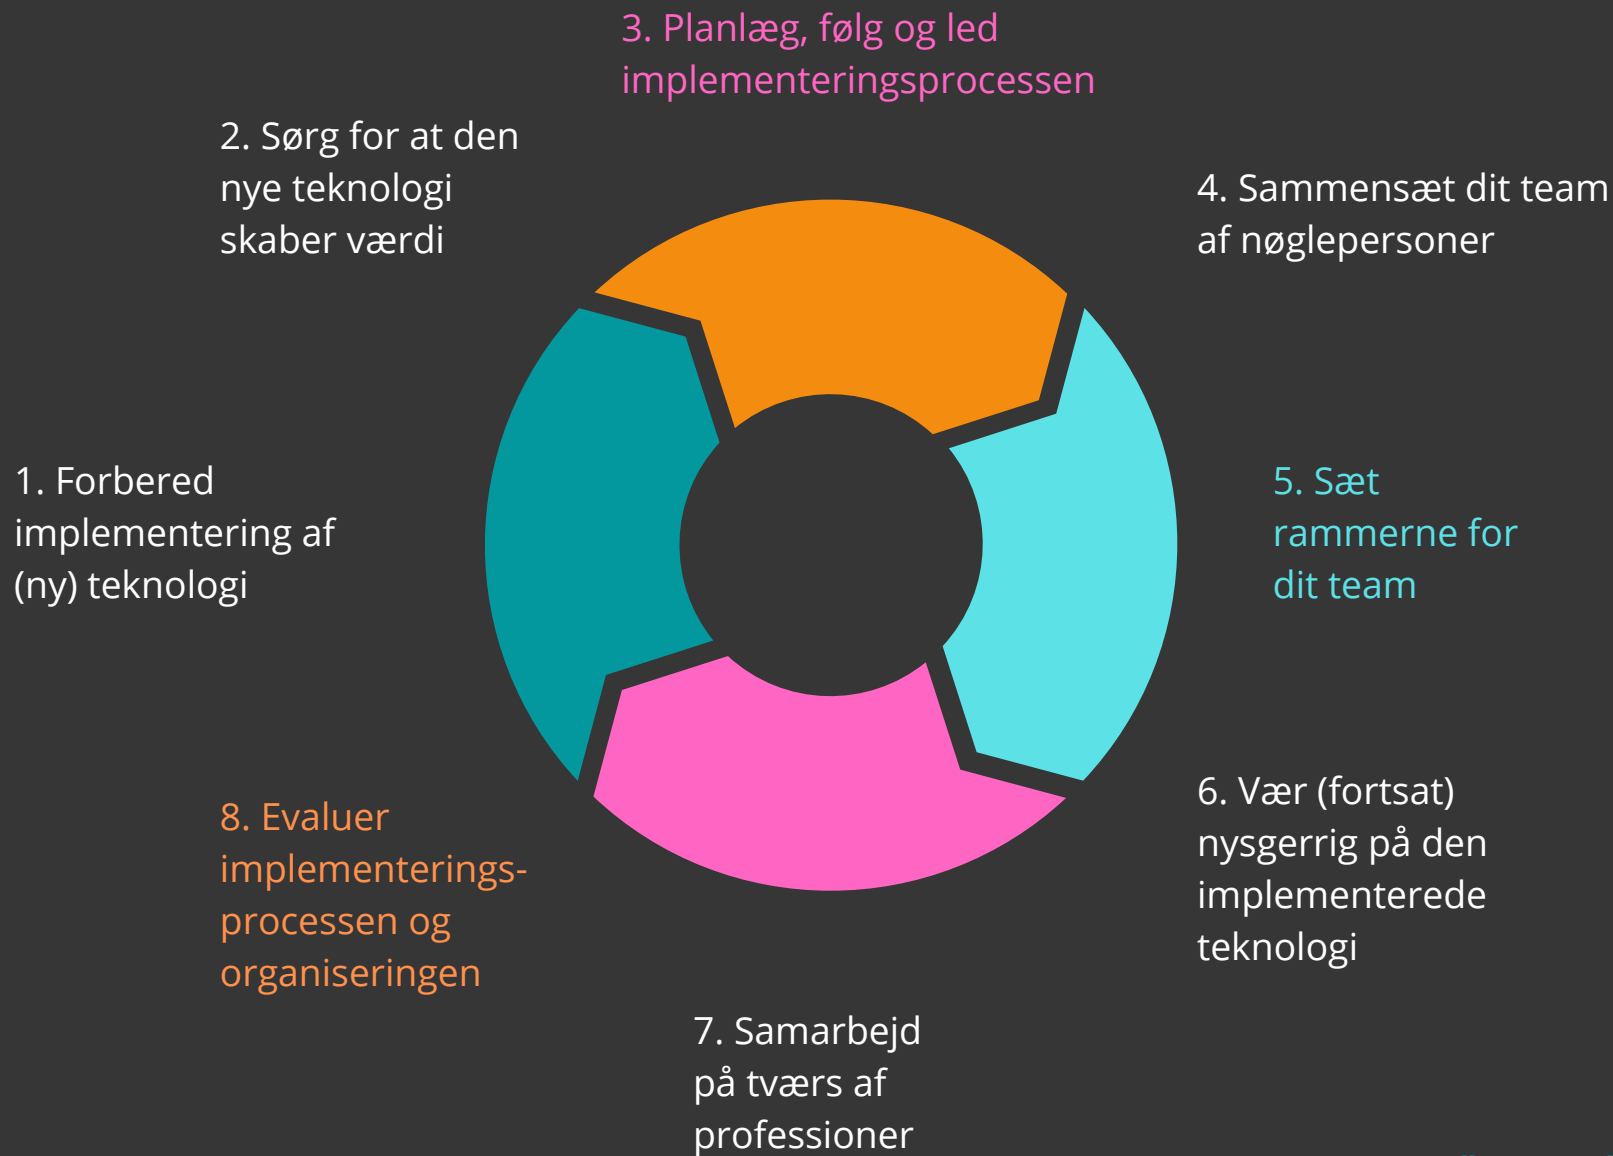 1. Forbered
implementering af
(ny) teknologi
2. Sørg for at den
nye teknologi
skaber værdi
3. Planlæg, følg og led
implementeringsprocessen
4. Sammensæt dit team
af nøglepersoner
5. Sæt
rammerne for
dit team
6. Vær (fortsat)
nysgerrig på den
implementerede
teknologi
7. Samarbejd
på tværs af
professioner
8. Evaluer
implementerings-
processen og
organiseringen